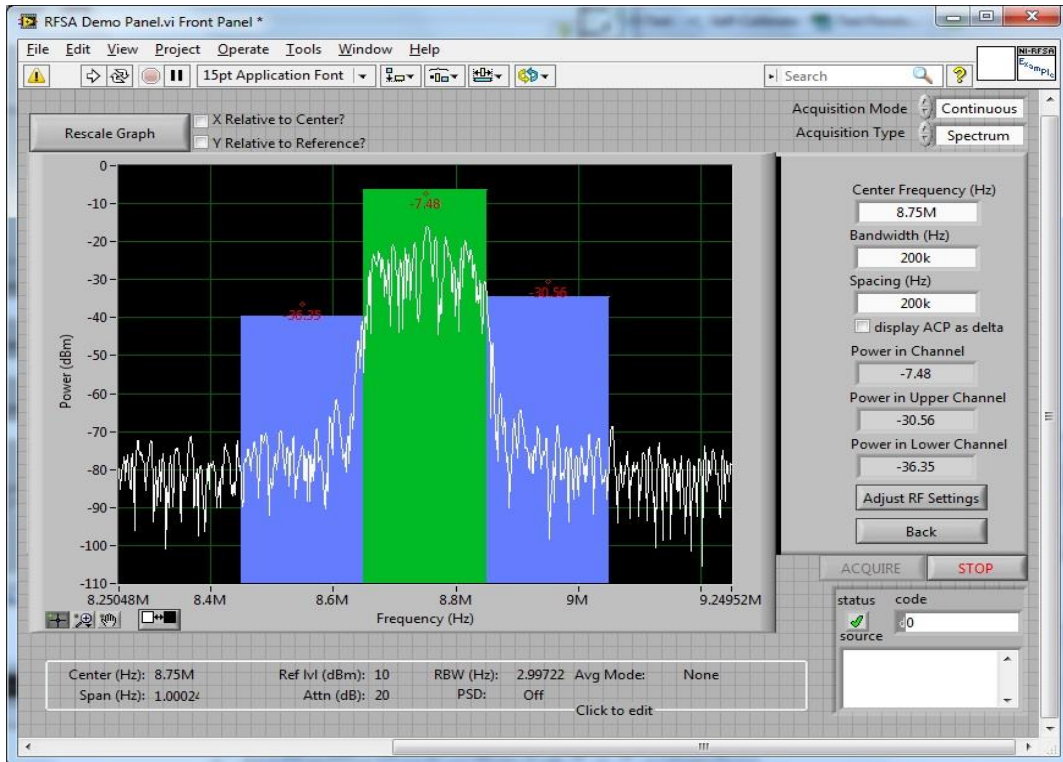 RFSA Demo Panel.vi Front Panel *
File Edit View Project Operate Tools Window Help
15pt Application Font
Search
NI-RFSA
Example
Rescale Graph
X Relative to Center?
Y Relative to Reference?
Acquisition Mode Continuous
Acquisition Type Spectrum
0
-10
-20
-30
-40
-50
-60
-70
-80
-90
-100
-110
Power (dBm)
-7.48
-36.35
-30.56
8.25048M 8.4M 8.6M 8.8M 9M 9.24952M
Frequency (Hz)
Center Frequency (Hz)
8.75M
Bandwidth (Hz)
200k
Spacing (Hz)
200k
display ACP as delta
Power in Channel
-7.48
Power in Upper Channel
-30.56
Power in Lower Channel
-36.35
Adjust RF Settings
Back
ACQUIRE STOP
status code
0
source
Center (Hz): 8.75M Ref lvl (dBm): 10 RBW (Hz): 2.99722 Avg Mode: None
Span (Hz): 1.00024 Attn (dB): 20 PSD: Off
Click to edit